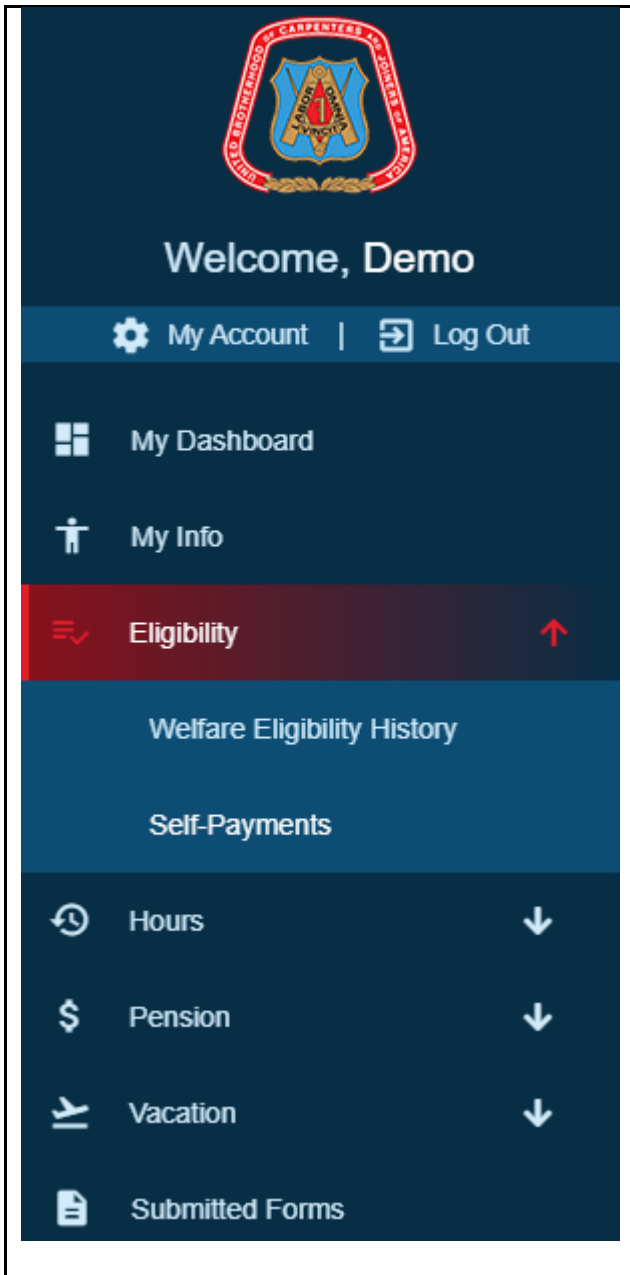 UNITED BROTHERHOOD OF CARPENTERS AND JOINERS OF AMERICA
LABOR OMNIA VINCIT
Welcome, Demo
My Account | Log Out
My Dashboard
My Info
Eligibility
Welfare Eligibility History
Self-Payments
Hours
$ Pension
Vacation
Submitted Forms